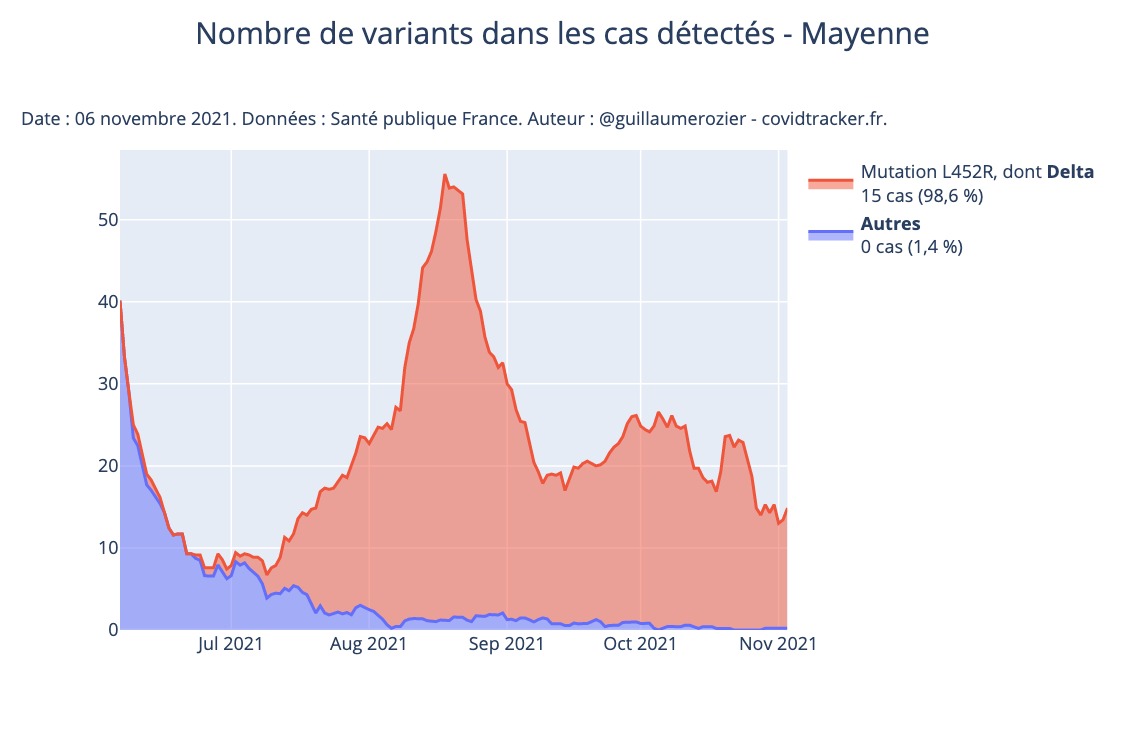 Nombre de variants dans les cas détectés - Mayenne
Date : 06 novembre 2021. Données : Santé publique France. Auteur : @guillaumerozier - covidtracker.fr.
Mutation L452R, dont Delta
15 cas (98,6 %)
Autres
0 cas (1,4 %)
50
40
30
20
10
0
Jul 2021
Aug 2021
Sep 2021
Oct 2021
Nov 2021